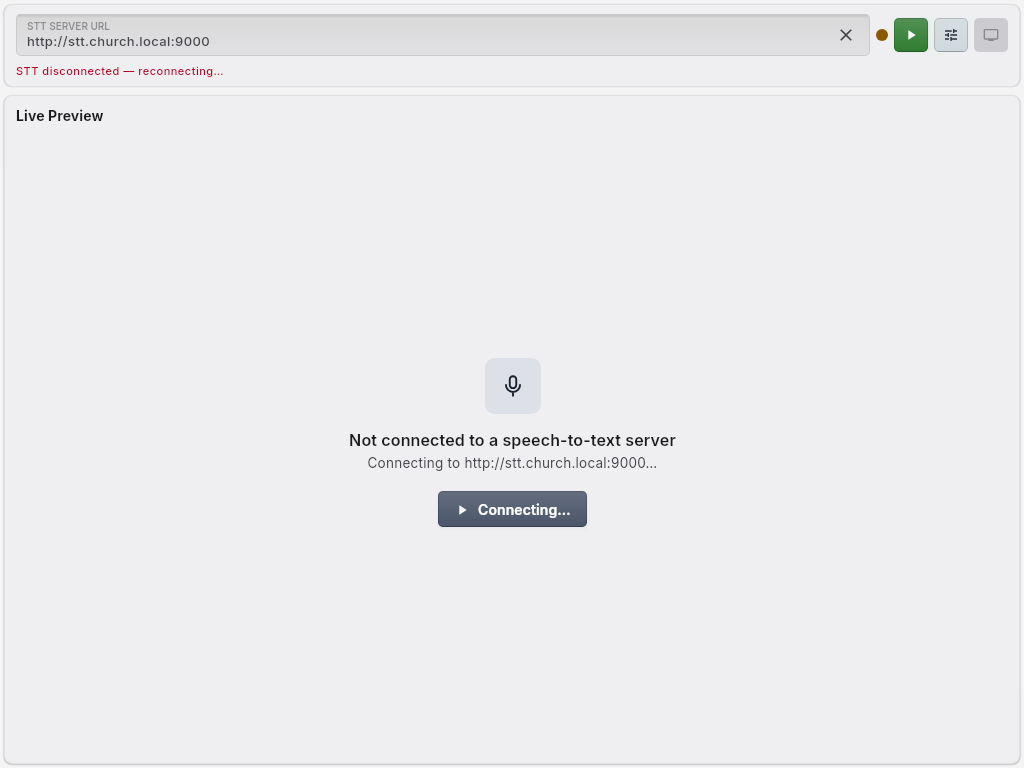 STT SERVER URL
http://stt.church.local:9000
STT disconnected — reconnecting...
Live Preview
Not connected to a speech-to-text server
Connecting to http://stt.church.local:9000...
Connecting...